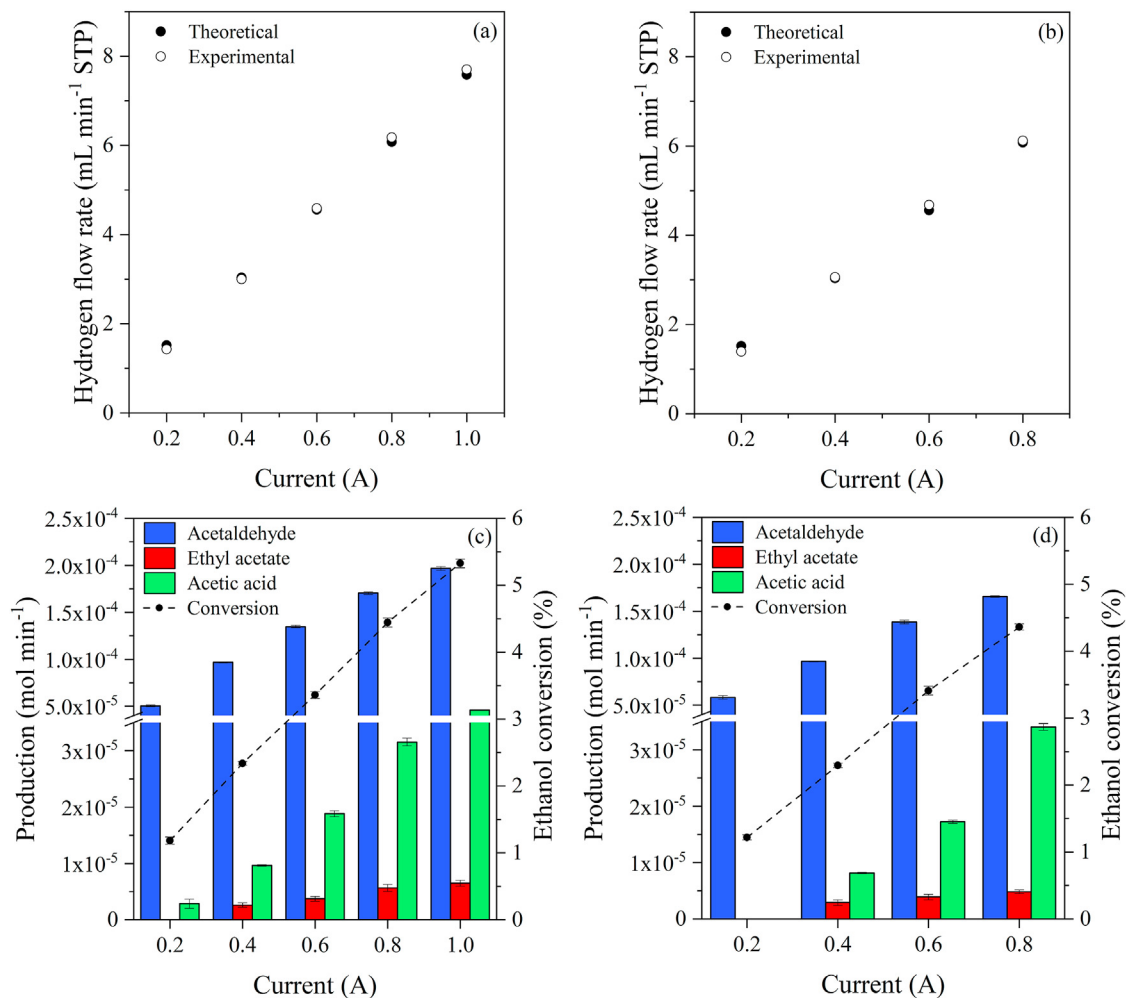 Theoretical
Experimental
(a)
Hydrogen flow rate (mL min⁻¹ STP)
8
6
4
2
0
0.2 0.4 0.6 0.8 1.0
Current (A)
Theoretical
Experimental
(b)
Hydrogen flow rate (mL min⁻¹ STP)
8
6
4
2
0
0.2 0.4 0.6 0.8
Current (A)
Acetaldehyde
Ethyl acetate
Acetic acid
Conversion
(c)
Production (mol min⁻¹)
2.5x10⁻⁴
2.0x10⁻⁴
1.5x10⁻⁴
1.0x10⁻⁴
5.0x10⁻⁵
3x10⁻⁵
2x10⁻⁵
1x10⁻⁵
0
6
5
4
3
2
1
0
Ethanol conversion (%)
0.2 0.4 0.6 0.8 1.0
Current (A)
Acetaldehyde
Ethyl acetate
Acetic acid
Conversion
(d)
Production (mol min⁻¹)
2.5x10⁻⁴
2.0x10⁻⁴
1.5x10⁻⁴
1.0x10⁻⁴
5.0x10⁻⁵
3x10⁻⁵
2x10⁻⁵
1x10⁻⁵
0
6
5
4
3
2
1
0
Ethanol conversion (%)
0.2 0.4 0.6 0.8
Current (A)